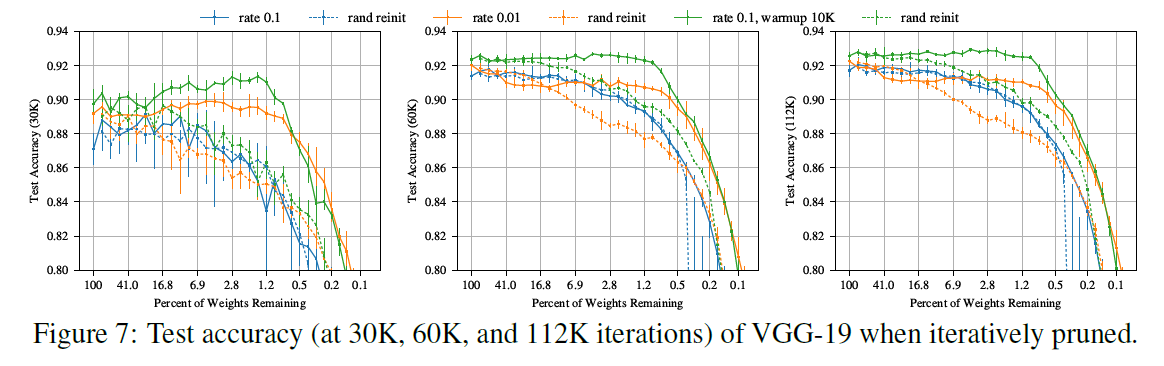 rate 0.1 rand reinit rate 0.01 rand reinit rate 0.1, warmup 10K rand reinit
Test Accuracy (30K)
0.94
0.92
0.90
0.88
0.86
0.84
0.82
0.80
100 41.0 16.8 6.9 2.8 1.2 0.5 0.2 0.1
Percent of Weights Remaining
Test Accuracy (60K)
0.94
0.92
0.90
0.88
0.86
0.84
0.82
0.80
100 41.0 16.8 6.9 2.8 1.2 0.5 0.2 0.1
Percent of Weights Remaining
Test Accuracy (112K)
0.94
0.92
0.90
0.88
0.86
0.84
0.82
0.80
100 41.0 16.8 6.9 2.8 1.2 0.5 0.2 0.1
Percent of Weights Remaining
Figure 7: Test accuracy (at 30K, 60K, and 112K iterations) of VGG-19 when iteratively pruned.